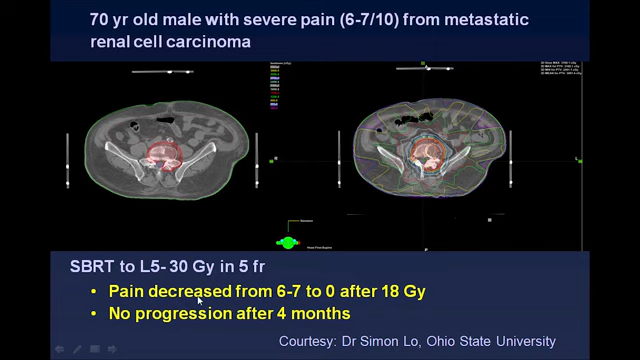 70 yr old male with severe pain (6-7/10) from metastatic
renal cell carcinoma
SBRT to L5- 30 Gy in 5 fr
• Pain decreased from 6-7 to 0 after 18 Gy
• No progression after 4 months
Courtesy: Dr Simon Lo, Ohio State University